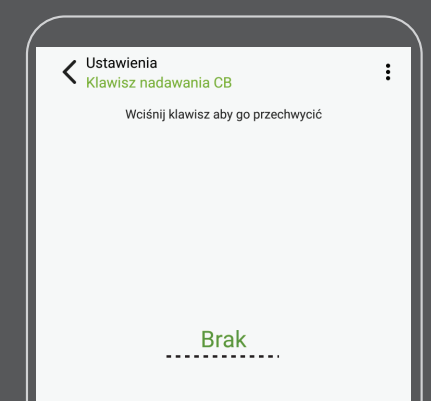 Ustawienia
Klawisz nadawania CB
Wciśnij klawisz aby go przechwycić
Brak